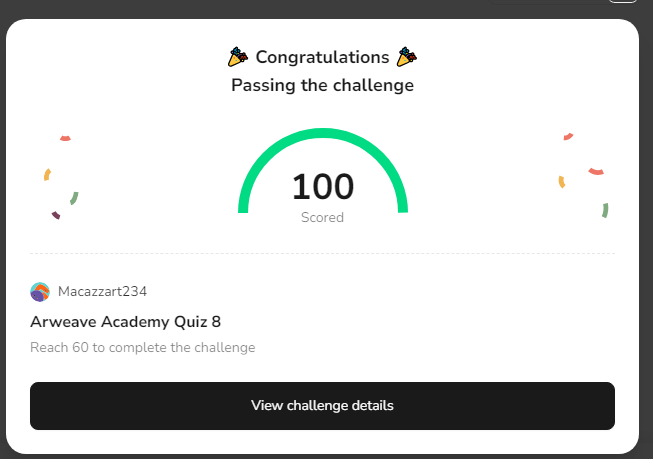 Congratulations
Passing the challenge
100
Scored
Macazzart234
Arweave Academy Quiz 8
Reach 60 to complete the challenge
View challenge details